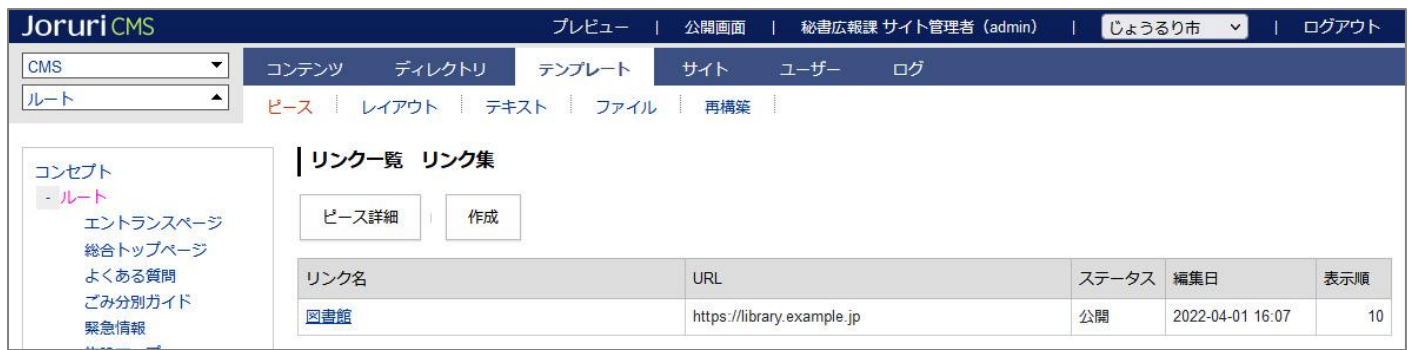 Joruri CMS プレビュー | 公開画面 | 秘書広報課 サイト管理者（admin） | じょうるり市 | ログアウト
CMS
コンテンツ ディレクトリ テンプレート サイト ユーザー ログ
ルート
ピース レイアウト テキスト ファイル 再構築
コンセプト
- ルート
エントランスページ
総合トップページ
よくある質問
ごみ分別ガイド
緊急情報
リンク一覧 リンク集
ピース詳細 作成
リンク名 URL ステータス 編集日 表示順
図書館 https://library.example.jp 公開 2022-04-01 16:07 10